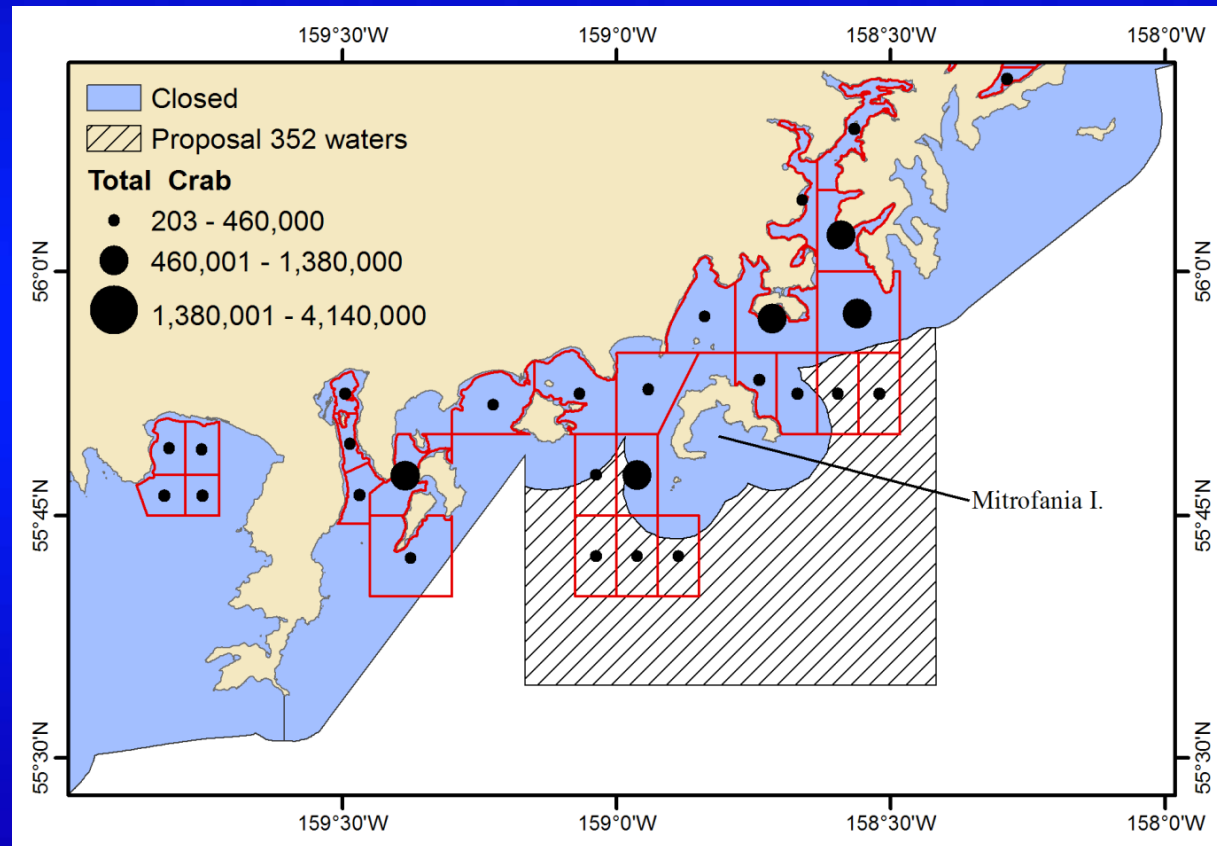 159°30'W 159°0'W 158°30'W 158°0'W
Closed
Proposal 352 waters
Total Crab
203 - 460,000
460,001 - 1,380,000
1,380,001 - 4,140,000
56°0'N 56°0'N
Mitrofania I.
55°45'N 55°45'N
55°30'N 55°30'N
159°30'W 159°0'W 158°30'W 158°0'W